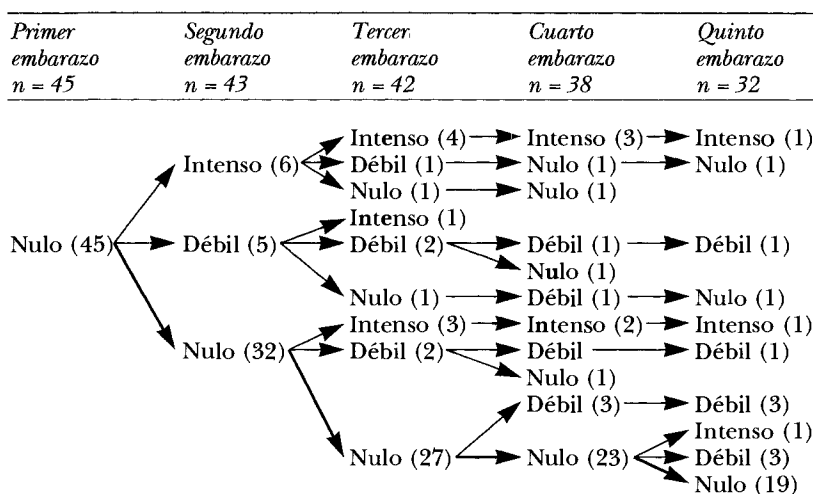 Primer Segundo Tercer Cuarto Quinto
embarazo embarazo embarazo embarazo embarazo
n = 45 n = 43 n = 42 n = 38 n = 32
Intenso (4) Intenso (3) Intenso (1)
Intenso (6) Débil (1) Nulo (1) Nulo (1)
Nulo (1) Nulo (1)
Intenso (1)
Nulo (45) Débil (5) Débil (2) Débil (1) Débil (1)
Nulo (1)
Nulo (1) Débil (1) Nulo (1)
Intenso (3) Intenso (2) Intenso (1)
Nulo (32) Débil (2) Débil Débil (1)
Nulo (1)
Débil (3) Débil (3)
Intenso (1)
Nulo (27) Nulo (23) Débil (3)
Nulo (19)